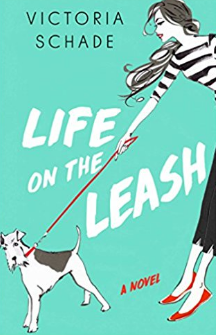 VICTORIA
SCHADE
LIFE
ON THE
LEASH
A NOVEL